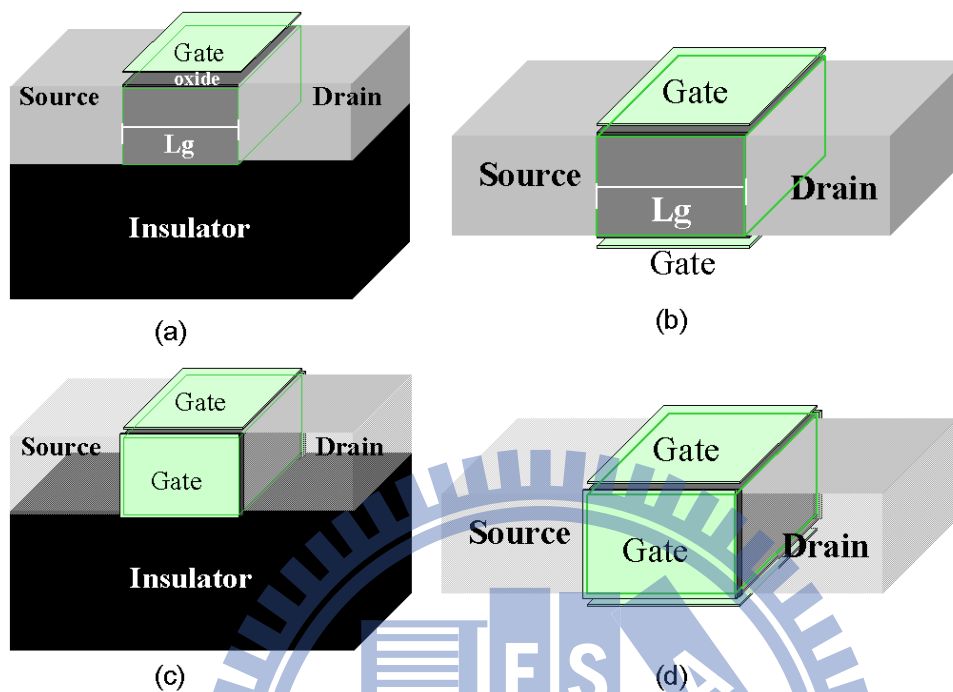 Gate
oxide
Source
Drain
Lg
Insulator
(a)
Gate
Source
Drain
Lg
Gate
(b)
Gate
Source
Drain
Gate
Insulator
(c)
Gate
Source
Drain
Gate
(d)
E S A